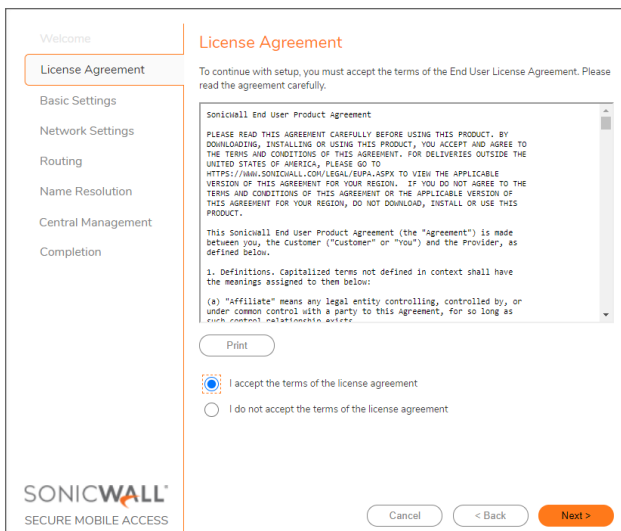 Welcome
License Agreement
Basic Settings
Network Settings
Routing
Name Resolution
Central Management
Completion
License Agreement
To continue with setup, you must accept the terms of the End User License Agreement. Please
read the agreement carefully.
SonicWall End User Product Agreement
PLEASE READ THIS AGREEMENT CAREFULLY BEFORE USING THIS PRODUCT. BY
DOWNLOADING, INSTALLING OR USING THIS PRODUCT, YOU ACCEPT AND AGREE TO
THE TERMS AND CONDITIONS OF THIS AGREEMENT. FOR DELIVERIES OUTSIDE THE
UNITED STATES OF AMERICA, PLEASE GO TO
HTTPS://WWW.SONICWALL.COM/LEGAL/EUPA.ASPX TO VIEW THE APPLICABLE
VERSION OF THIS AGREEMENT FOR YOUR REGION. IF YOU DO NOT AGREE TO THE
TERMS AND CONDITIONS OF THIS AGREEMENT OR THE APPLICABLE VERSION OF
THIS AGREEMENT FOR YOUR REGION, DO NOT DOWNLOAD, INSTALL OR USE THIS
PRODUCT.
This SonicWall End User Product Agreement (the "Agreement") is made
between you, the Customer ("Customer" or "You") and the Provider, as
defined below.
1. Definitions. Capitalized terms not defined in context shall have
the meanings assigned to them below:
(a) "Affiliate" means any legal entity controlling, controlled by, or
under common control with a party to this Agreement, for so long as
such control relationship exists
Print
I accept the terms of the license agreement
I do not accept the terms of the license agreement
SONICWALL
SECURE MOBILE ACCESS
Cancel
< Back
Next >